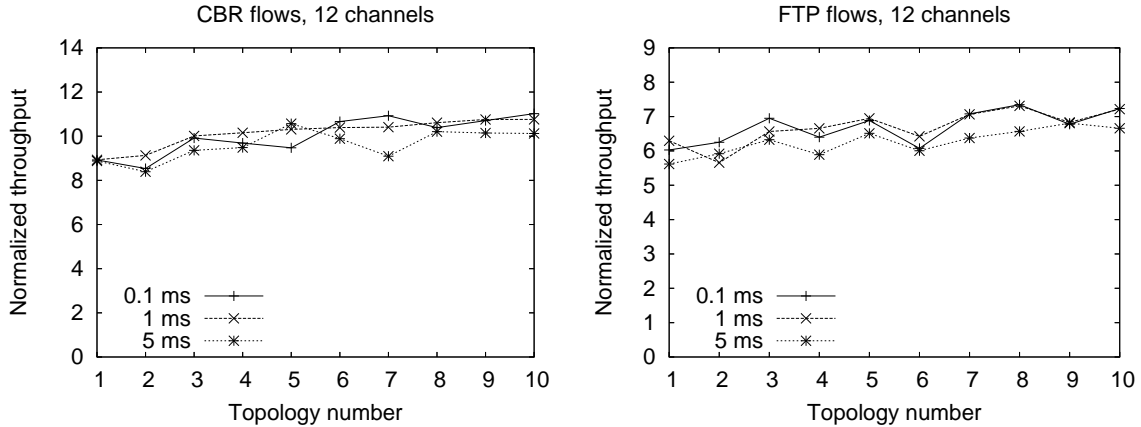 CBR flows, 12 channels
14
12
10
8
6
4
2
0
Normalized throughput
0.1 ms
1 ms
5 ms
1 2 3 4 5 6 7 8 9 10
Topology number
FTP flows, 12 channels
9
8
7
6
5
4
3
2
1
0
Normalized throughput
0.1 ms
1 ms
5 ms
1 2 3 4 5 6 7 8 9 10
Topology number